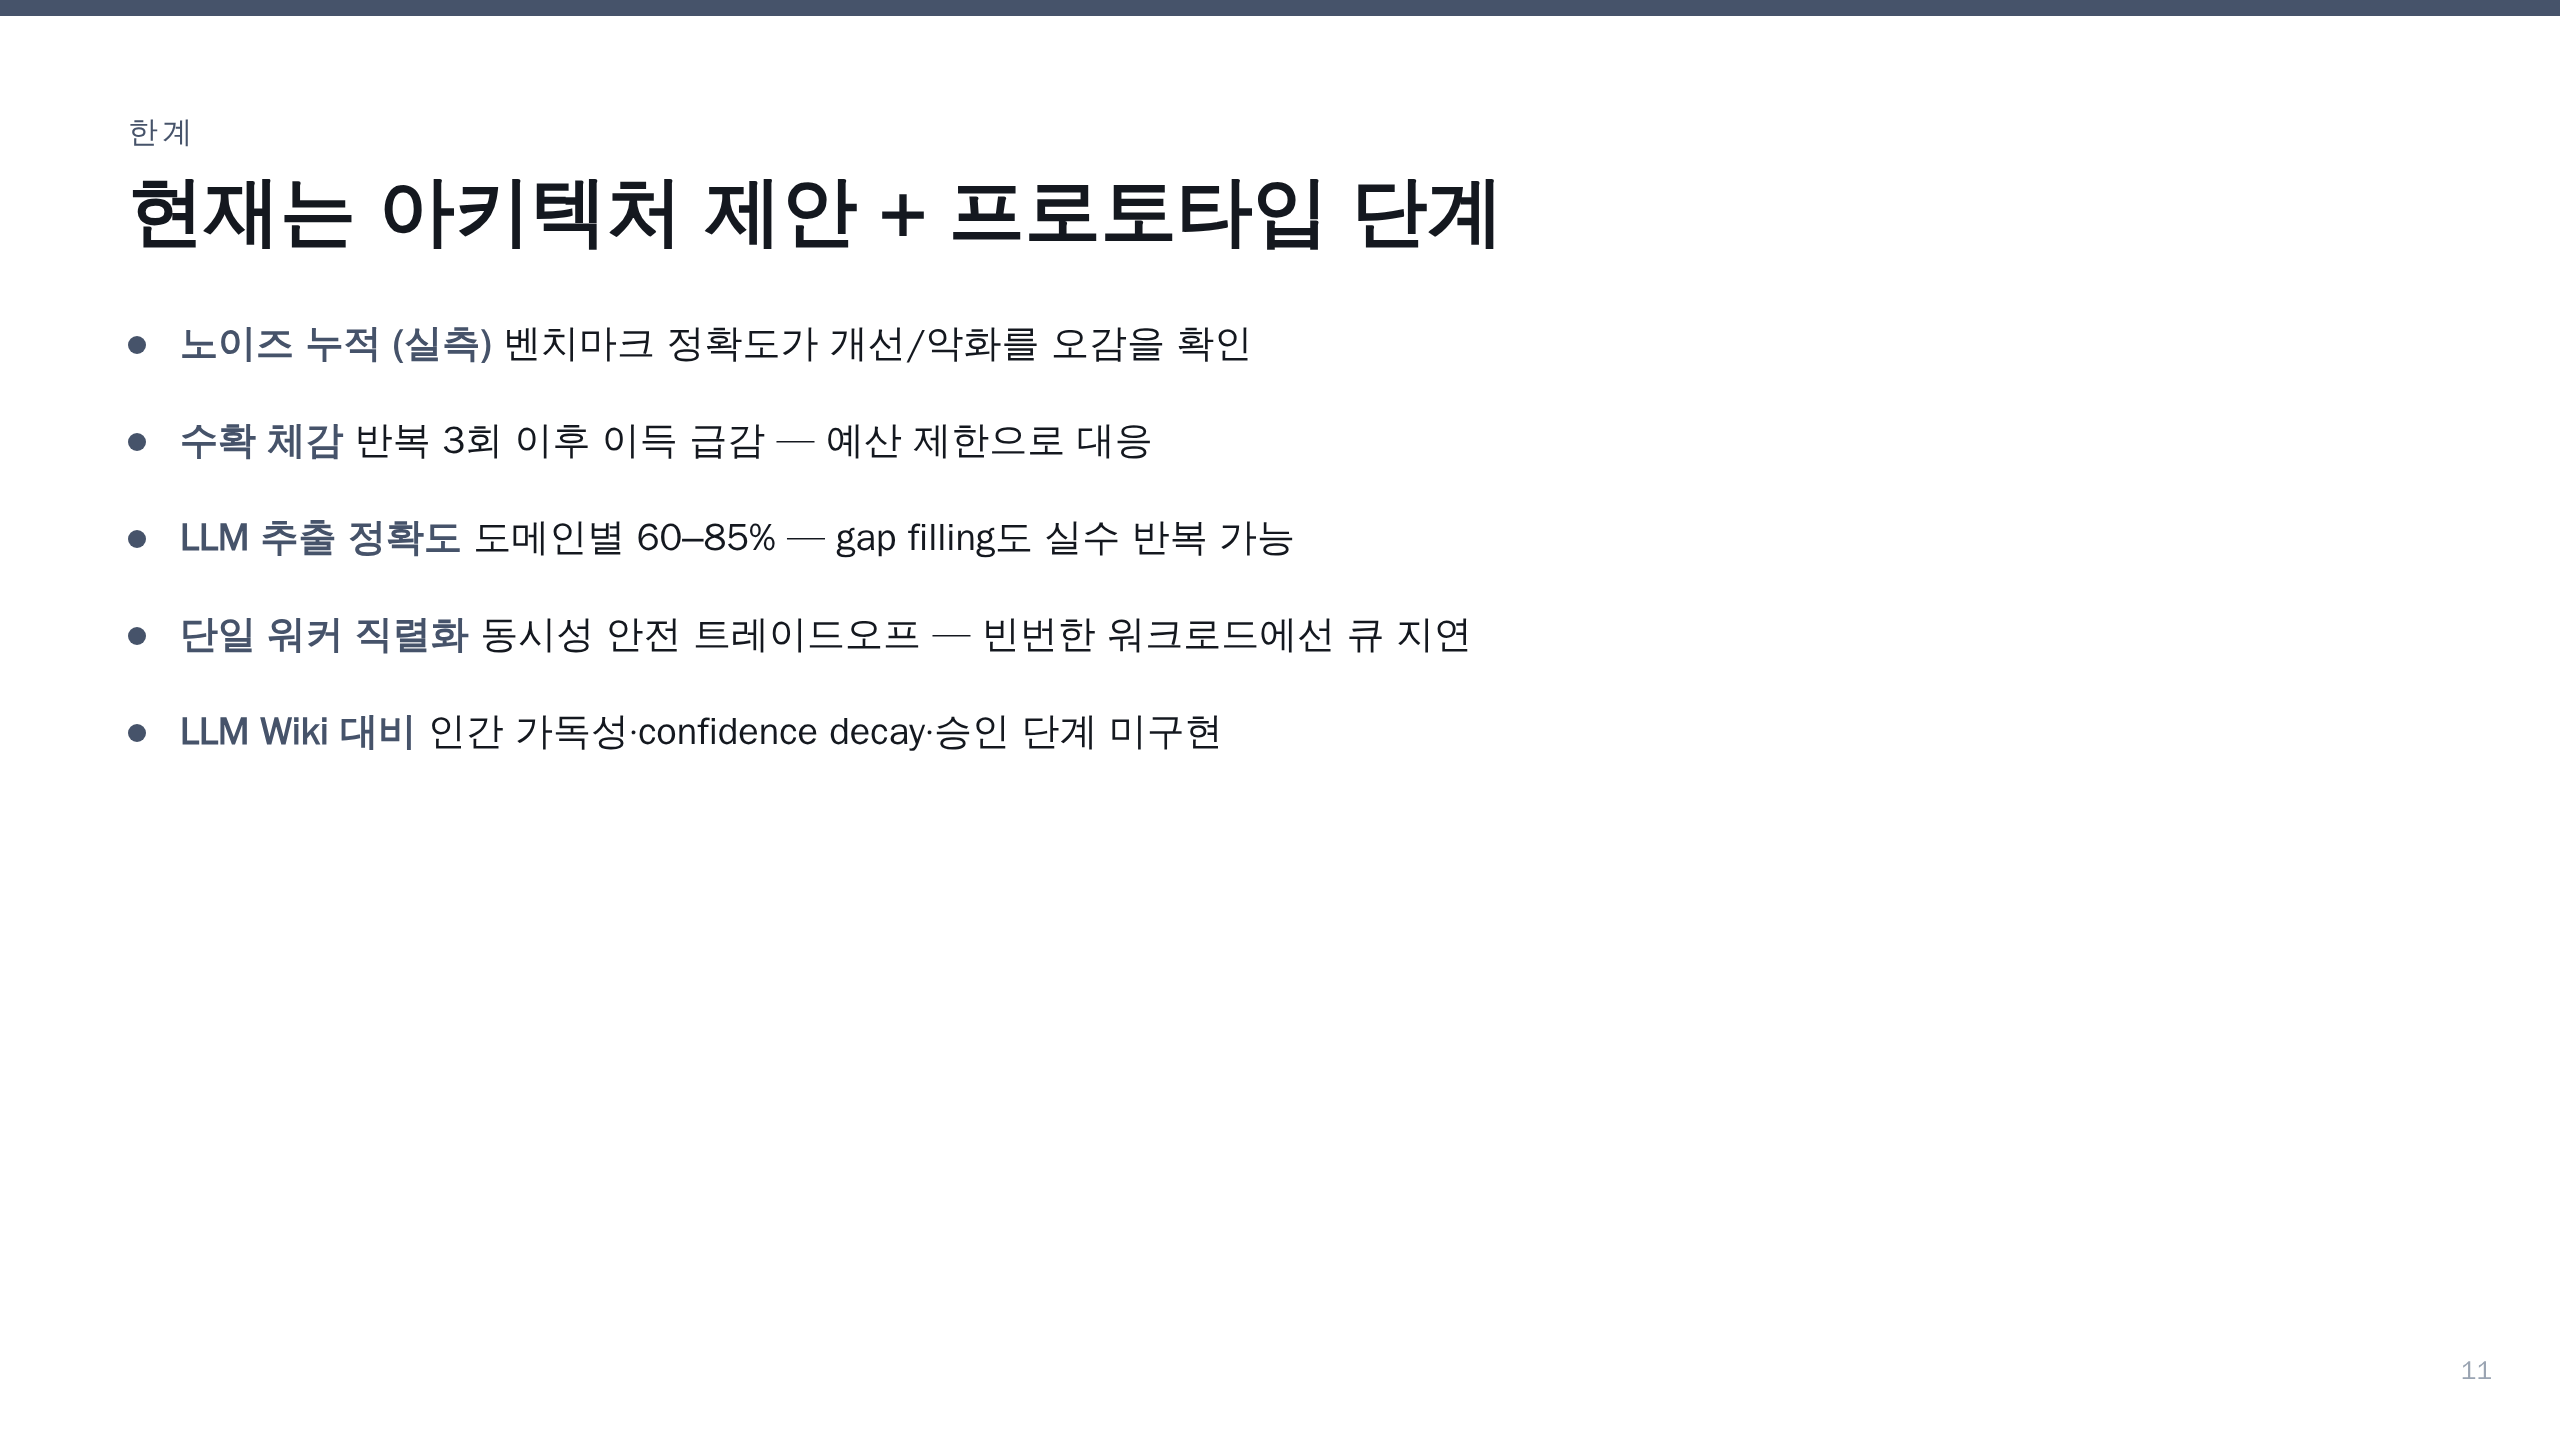 한계
현재는 아키텍처 제안 + 프로토타입 단계
● 노이즈 누적 (실측) 벤치마크 정확도가 개선/악화를 오감을 확인
● 수확 체감 반복 3회 이후 이득 급감 — 예산 제한으로 대응
● LLM 추출 정확도 도메인별 60–85% — gap filling도 실수 반복 가능
● 단일 워커 직렬화 동시성 안전 트레이드오프 — 빈번한 워크로드에선 큐 지연
● LLM Wiki 대비 인간 가독성·confidence decay·승인 단계 미구현
11